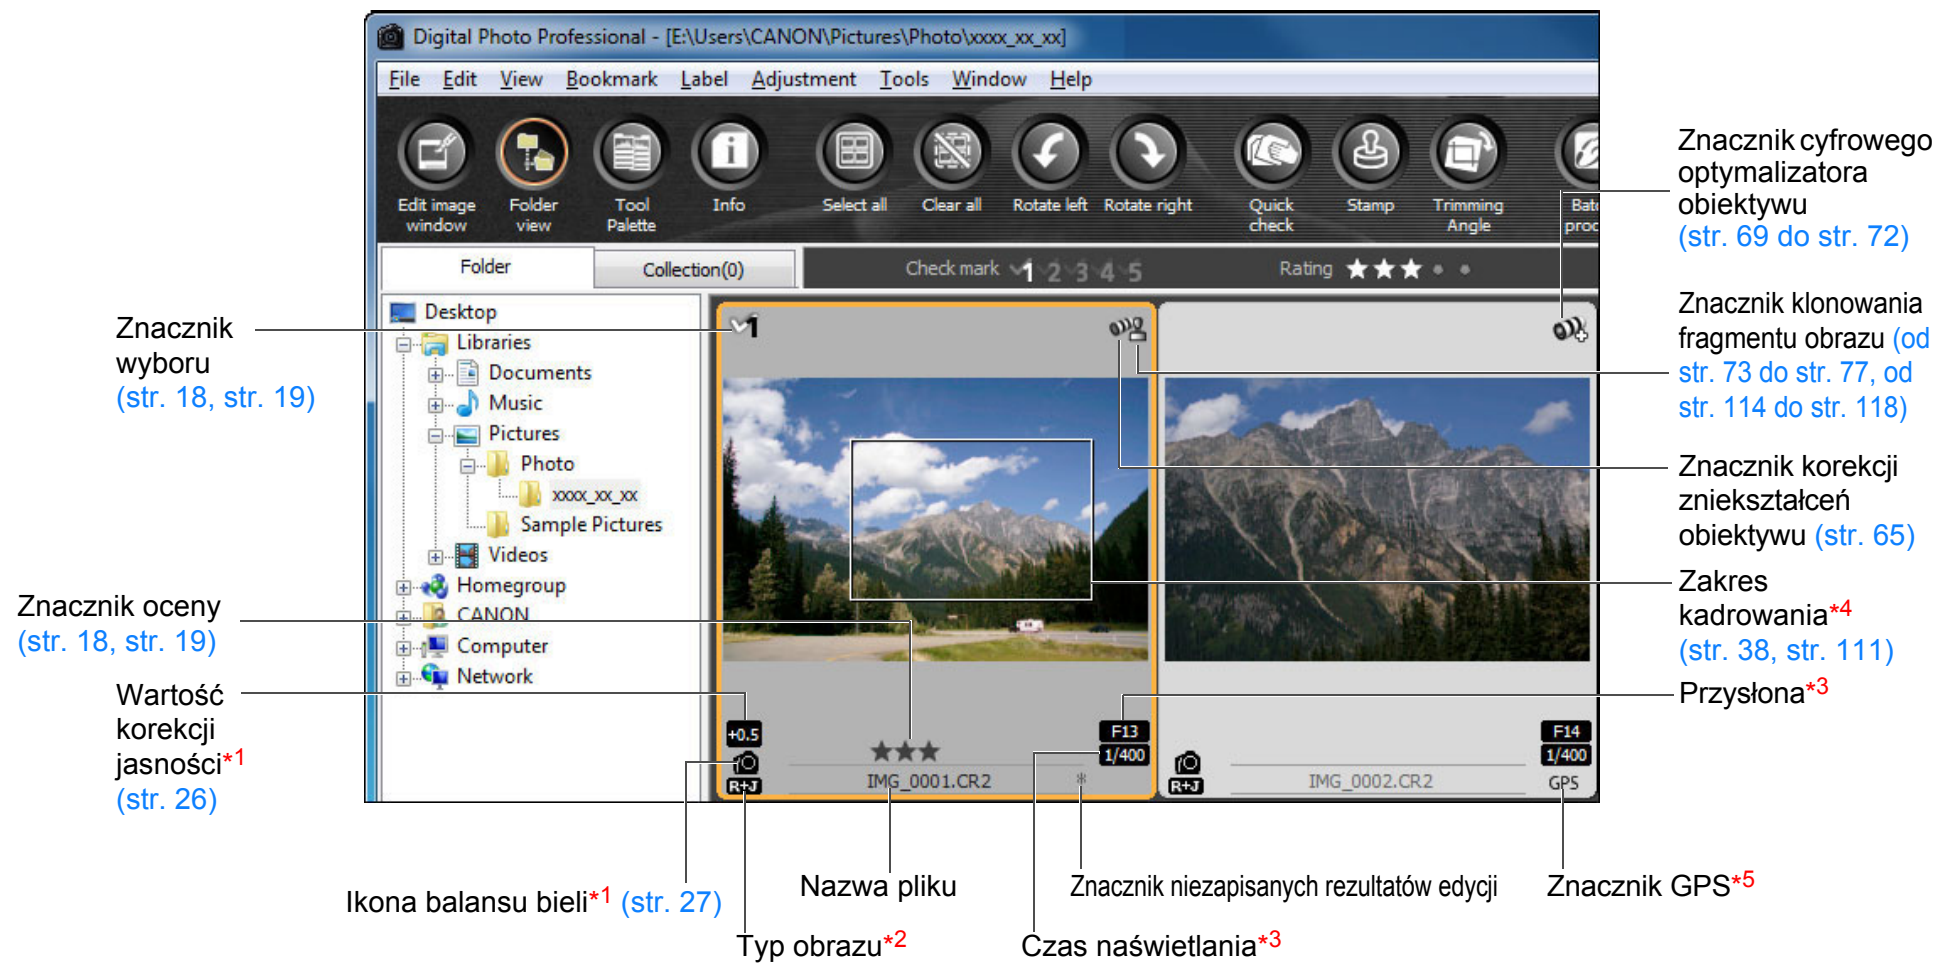 Digital Photo Professional - [E:\Users\CANON\Pictures\Photo\xxxx_xx_xx]
File Edit View Bookmark Label Adjustment Tools Window Help
Edit image window
Folder view
Tool Palette
Info
Select all
Clear all
Rotate left
Rotate right
Quick check
Stamp
Trimming Angle
Folder
Collection(0)
Check mark 1 2 3 4 5
Rating
Desktop
Libraries
Documents
Music
Pictures
Photo
xxxx_xx_xx
Sample Pictures
Videos
Homegroup
CANON
Computer
Network
1
+0.5
R+J
IMG_0001.CR2
F13
1/400
R+J
IMG_0002.CR2
F14
1/400
GPS
Znacznik
wyboru
(str. 18, str. 19)
Znacznik oceny
(str. 18, str. 19)
Wartość
korekcji
jasności*1
(str. 26)
Ikona balansu bieli*1 (str. 27)
Typ obrazu*2
Nazwa pliku
Czas naświetlania*3
Znacznik niezapisanych rezultatów edycji
Znacznik GPS*5
Znacznik cyfrowego
optymalizatora
obiektywu
(str. 69 do str. 72)
Znacznik klonowania
fragmentu obrazu (od
str. 73 do str. 77, od
str. 114 do str. 118)
Znacznik korekcji
zniekształceń
obiektywu (str. 65)
Zakres
kadrowania*4
(str. 38, str. 111)
Przysłona*3